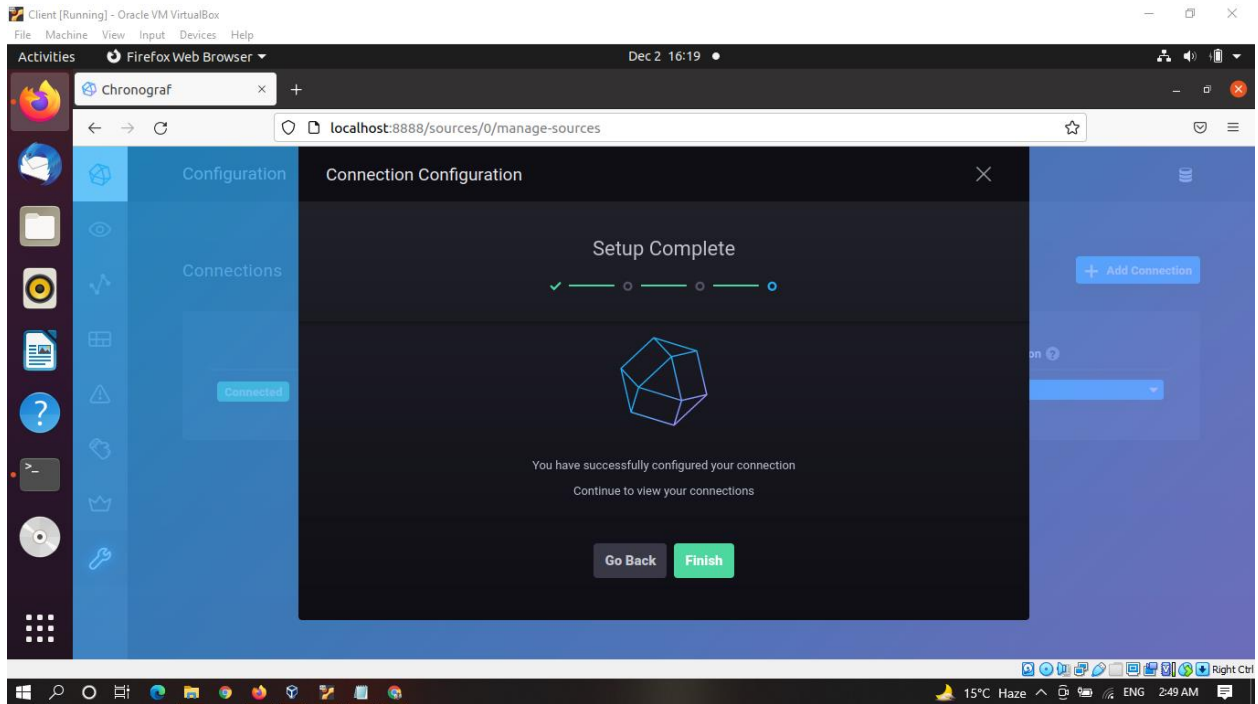 Client [Running] - Oracle VM VirtualBox
File Machine View Input Devices Help
Activities Firefox Web Browser Dec 2 16:19
Chronograf
localhost:8888/sources/0/manage-sources
Configuration
Connection Configuration
Setup Complete
Connections
+ Add Connection
on
Connected
You have successfully configured your connection
Continue to view your connections
Go Back Finish
Right Ctrl
15°C Haze ENG 2:49 AM